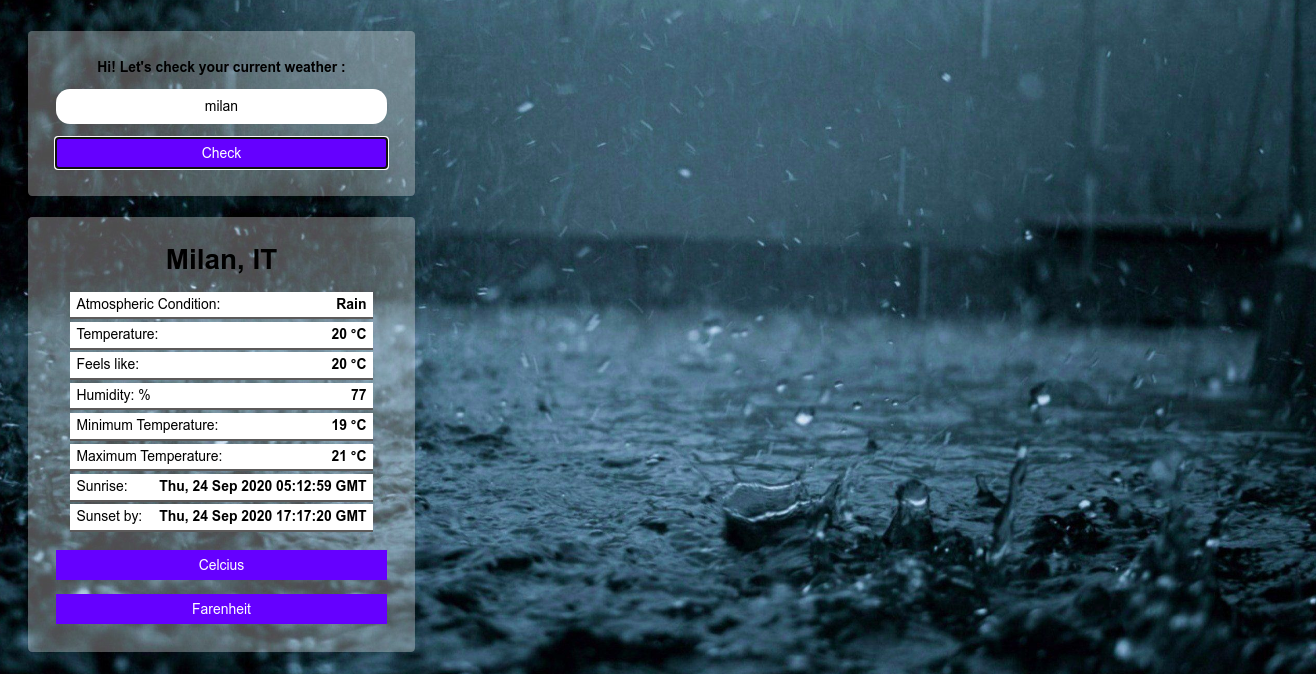 Hi! Let's check your current weather :
milan
Check
Milan, IT
Atmospheric Condition: Rain
Temperature: 20 °C
Feels like: 20 °C
Humidity: % 77
Minimum Temperature: 19 °C
Maximum Temperature: 21 °C
Sunrise: Thu, 24 Sep 2020 05:12:59 GMT
Sunset by: Thu, 24 Sep 2020 17:17:20 GMT
Celcius
Farenheit